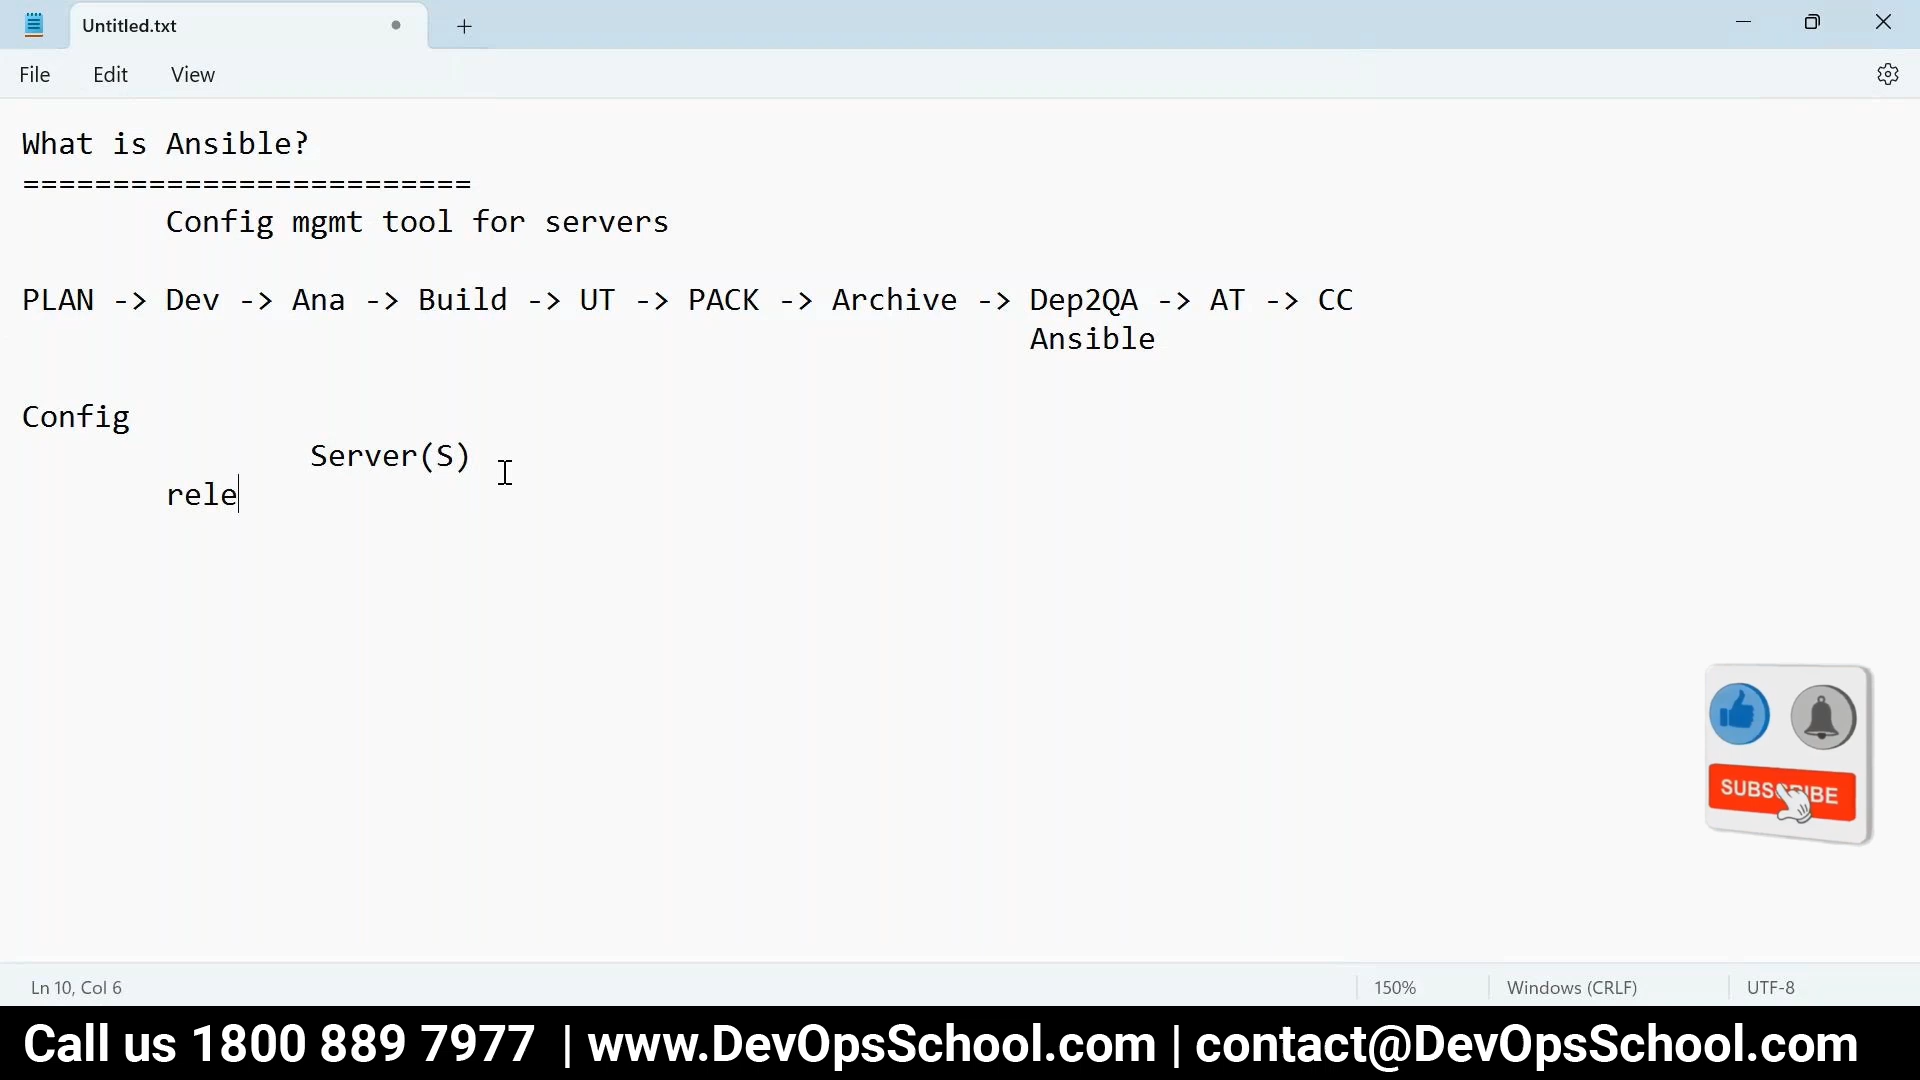 Untitled.txt
File Edit View
What is Ansible?
=========================
Config mgmt tool for servers
PLAN -> Dev -> Ana -> Build -> UT -> PACK -> Archive -> Dep2QA -> AT -> CC
Ansible
Config
Server(S)
rele
SUBSCRIBE
Ln 10, Col 6 150% Windows (CRLF) UTF-8
Call us 1800 889 7977 | www.DevOpsSchool.com | contact@DevOpsSchool.com